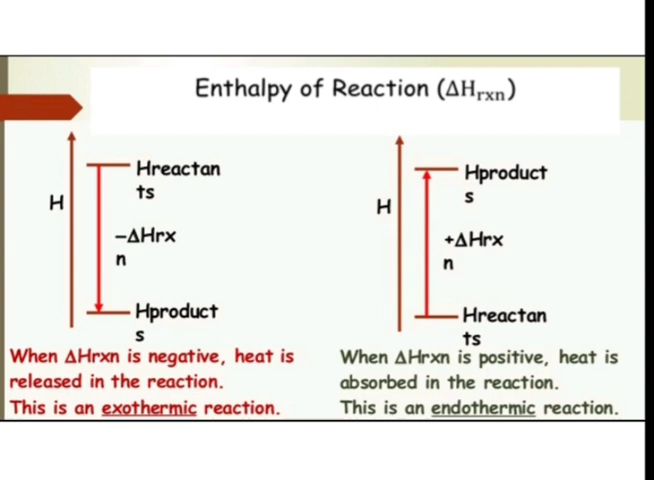 Enthalpy of Reaction (ΔHrxn)
H
Hreactan
ts
−ΔHrx
n
Hproduct
s
When ΔHrxn is negative, heat is
released in the reaction.
This is an exothermic reaction.
H
Hproduct
s
+ΔHrx
n
Hreactan
ts
When ΔHrxn is positive, heat is
absorbed in the reaction.
This is an endothermic reaction.